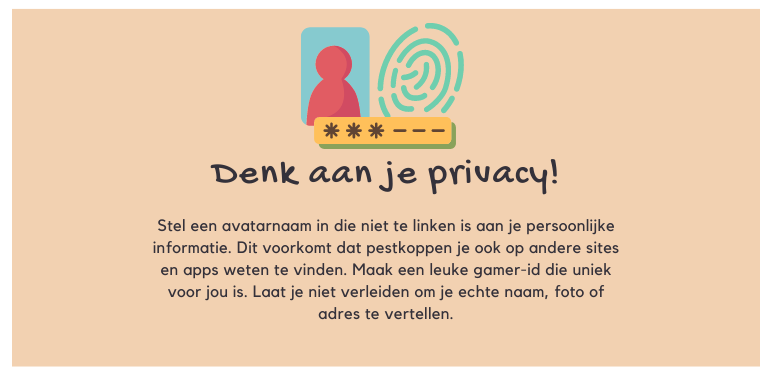 ***---
Denk aan je privacy!
Stel een avatarnaam in die niet te linken is aan je persoonlijke
informatie. Dit voorkomt dat pestkoppen je ook op andere sites
en apps weten te vinden. Maak een leuke gamer-id die uniek
voor jou is. Laat je niet verleiden om je echte naam, foto of
adres te vertellen.